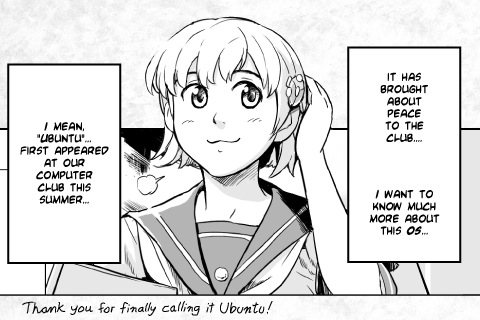 I MEAN,
"UBUNTU"...
FIRST APPEARED
AT OUR
COMPUTER
CLUB THIS
SUMMER...
IT HAS
BROUGHT
ABOUT
PEACE
TO THE
CLUB....
I WANT TO
KNOW MUCH
MORE ABOUT
THIS OS...
Thank you for finally calling it Ubuntu!